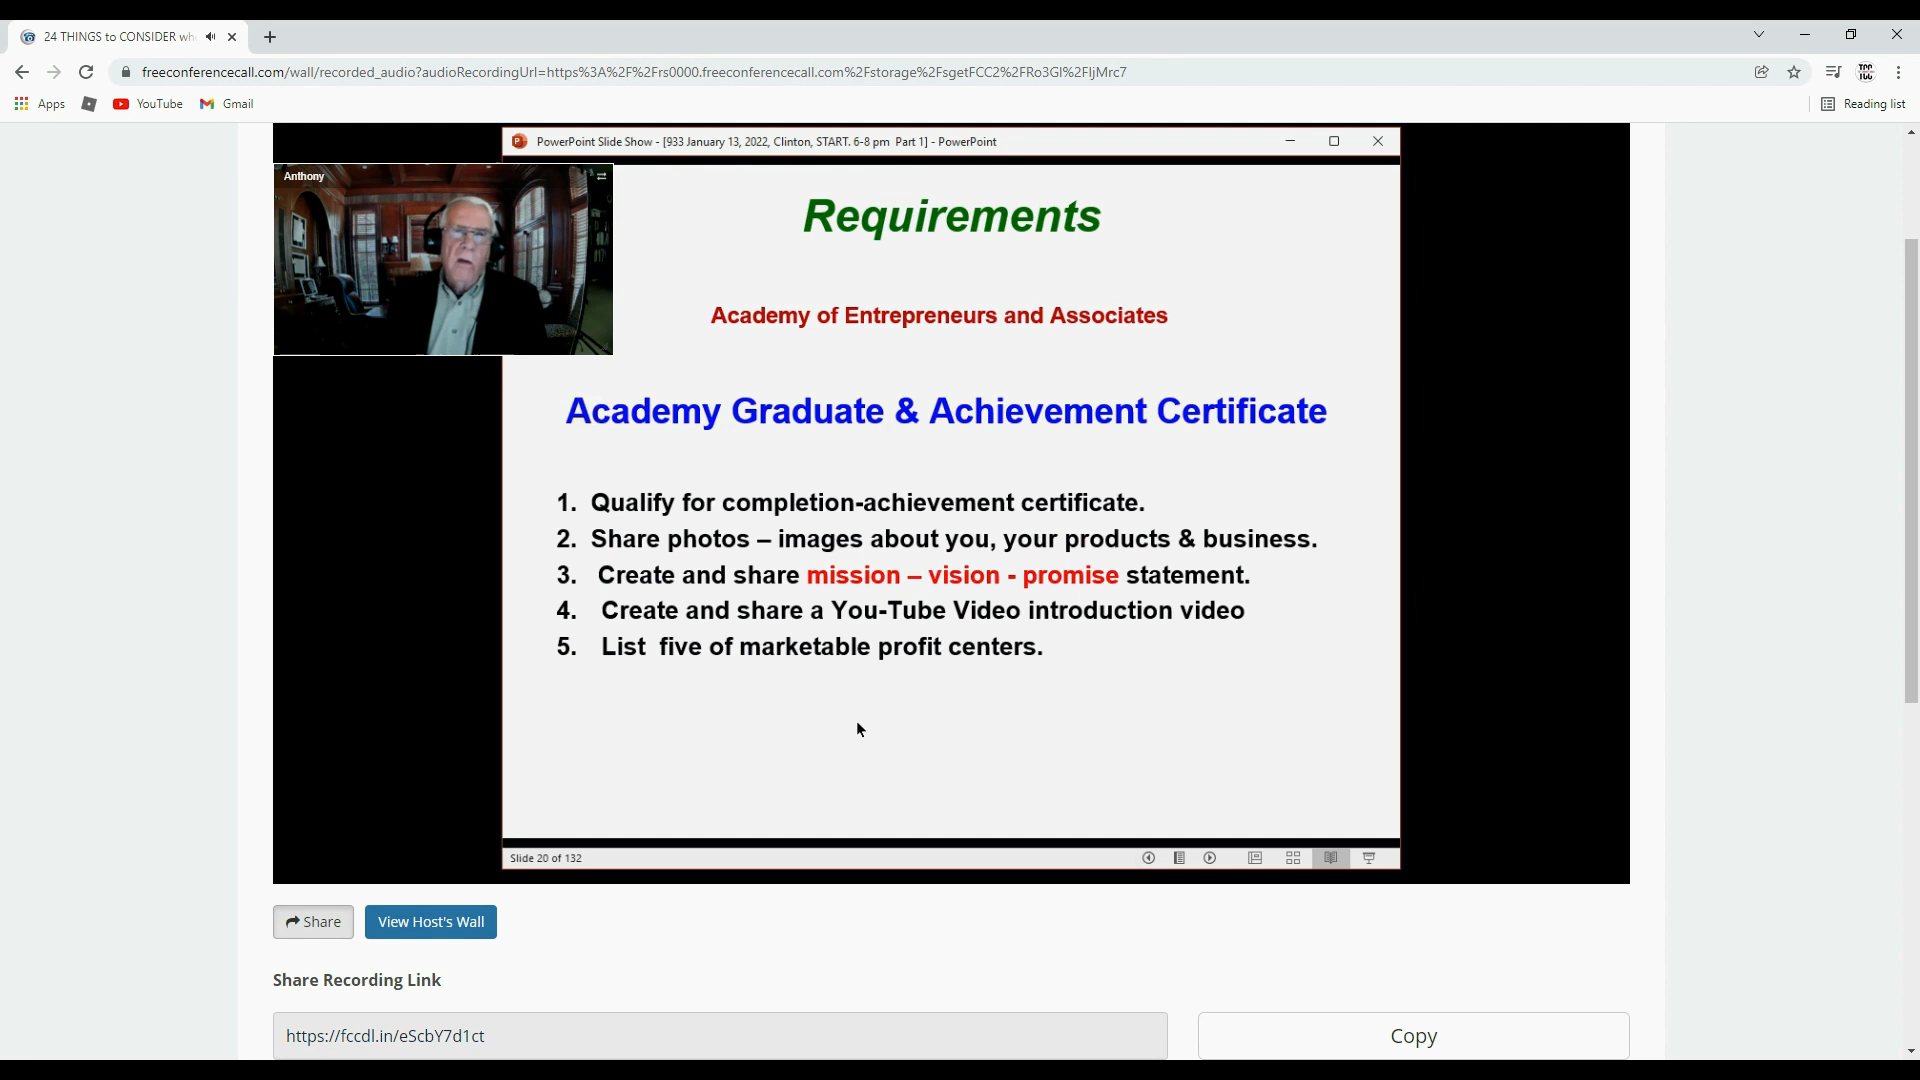 24 THINGS to CONSIDER wh
freeconferencecall.com/wall/recorded_audio?audioRecordingUrl=https%3A%2F%2Frs0000.freeconferencecall.com%2Fstorage%2FsgetFCC2%2FRo3Gl%2FIjMrc7
Apps
YouTube
Gmail
Reading list
PowerPoint Slide Show - [933 January 13, 2022, Clinton, START. 6-8 pm Part 1] - PowerPoint
Anthony
Requirements
Academy of Entrepreneurs and Associates
Academy Graduate & Achievement Certificate
1. Qualify for completion-achievement certificate.
2. Share photos – images about you, your products & business.
3. Create and share mission – vision - promise statement.
4. Create and share a You-Tube Video introduction video
5. List five of marketable profit centers.
Slide 20 of 132
Share
View Host's Wall
Share Recording Link
https://fccdl.in/eScbY7d1ct
Copy